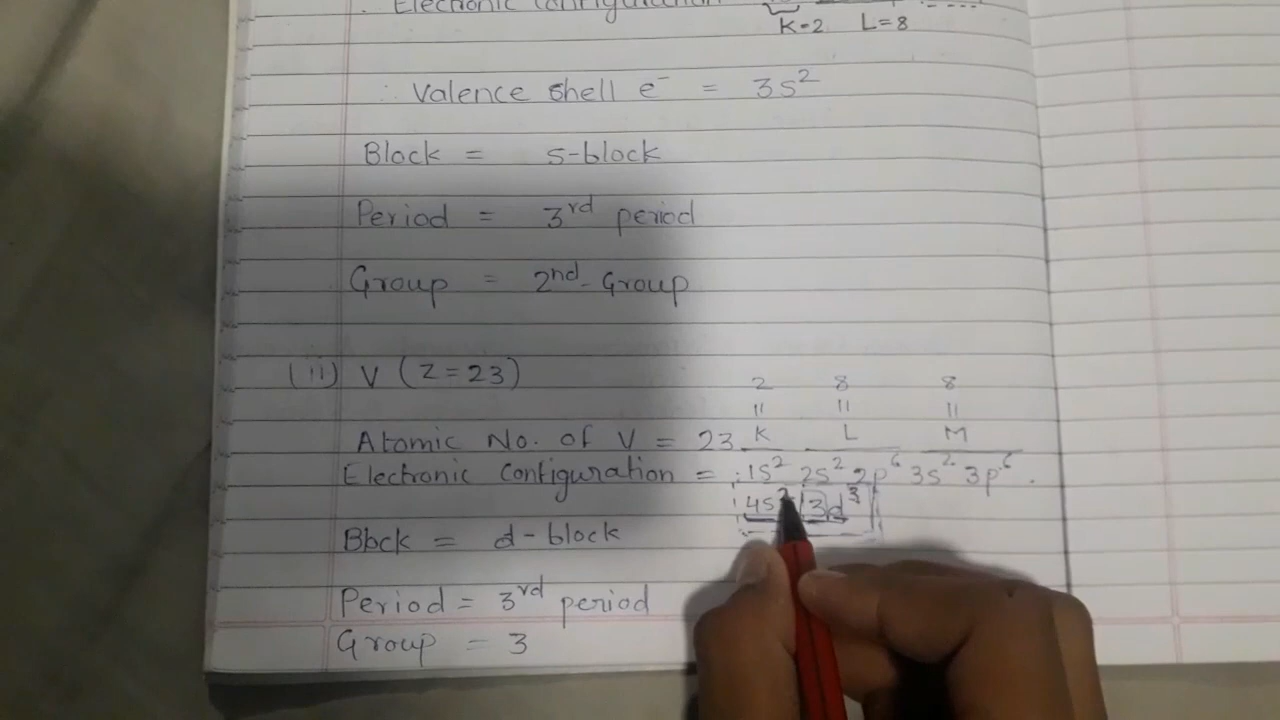 ∴ Electronic Configuration
K=2 L=8
∴ Valence shell e⁻ = 3s²
Block = s-block
Period = 3rd period
Group = 2nd Group
(ii) V (Z=23)
2 8 8
|| || ||
K L M
Atomic No. of V = 23
Electronic Configuration = 1s² 2s² 2p⁶ 3s² 3p⁶
4s² 3d³
Block = d-block
Period = 3rd period
Group = 3